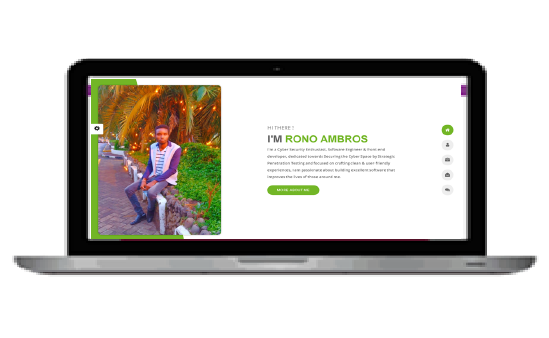 HI THERE !
I'M RONO AMBROS
I'm a Cyber Security Enthusiast, Software Engineer & Front end
developer, dedicated towards Securing the Cyber Space by Strategic
Penetration Testing and focused on crafting clean & user-friendly
experiences, I am passionate about building excellent software that
improves the lives of those around me.
MORE ABOUT ME